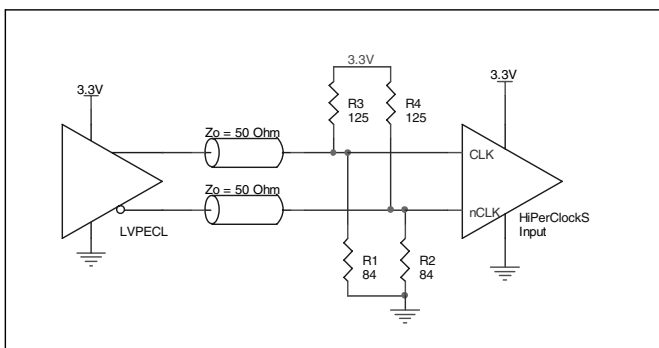 3.3V
3.3V
3.3V
R3
125
R4
125
Zo = 50 Ohm
CLK
Zo = 50 Ohm
nCLK
HiPerClockS
Input
LVPECL
R1
84
R2
84